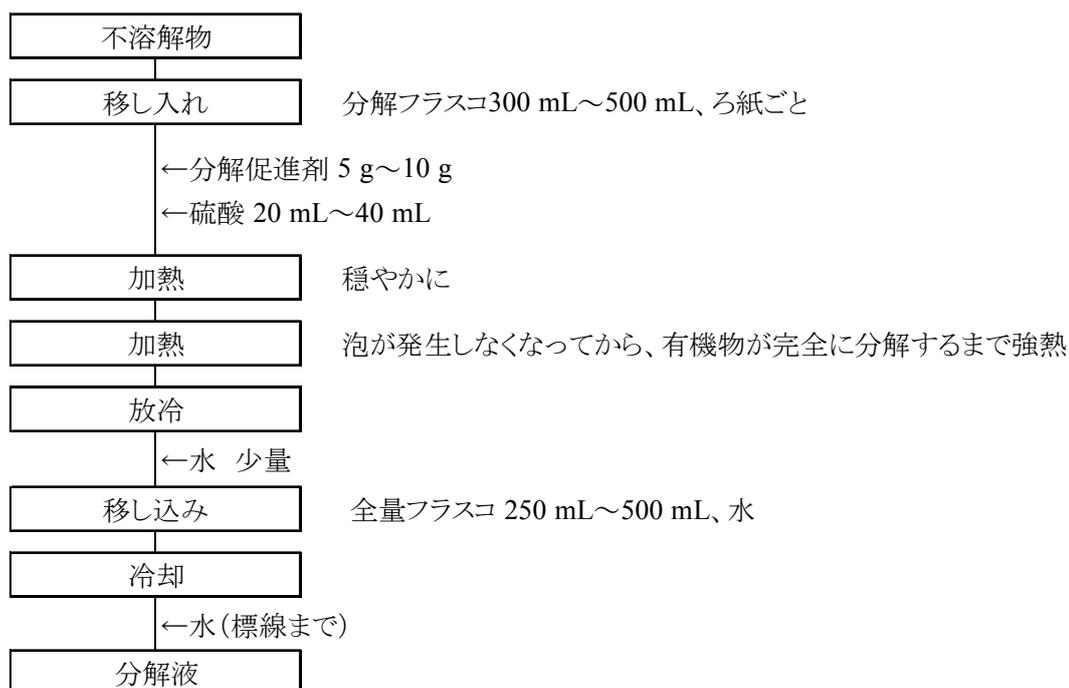 不溶解物
移し入れ 分解フラスコ300 mL~500 mL、ろ紙ごと
←分解促進剤 5 g~10 g
←硫酸 20 mL~40 mL
加熱 穏やかに
加熱 泡が発生しなくなってから、有機物が完全に分解するまで強熱
放冷
←水 少量
移し込み 全量フラスコ 250 mL~500 mL、水
冷却
←水(標線まで)
分解液